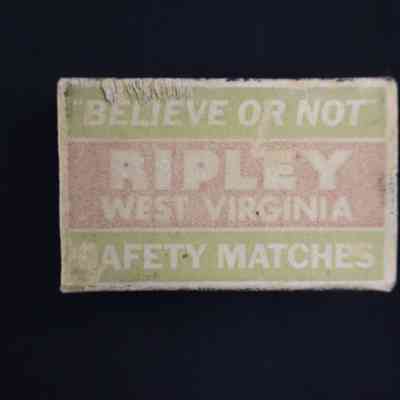 "BELIEVE OR NOT"
RIPLEY
WEST VIRGINIA
SAFETY MATCHES